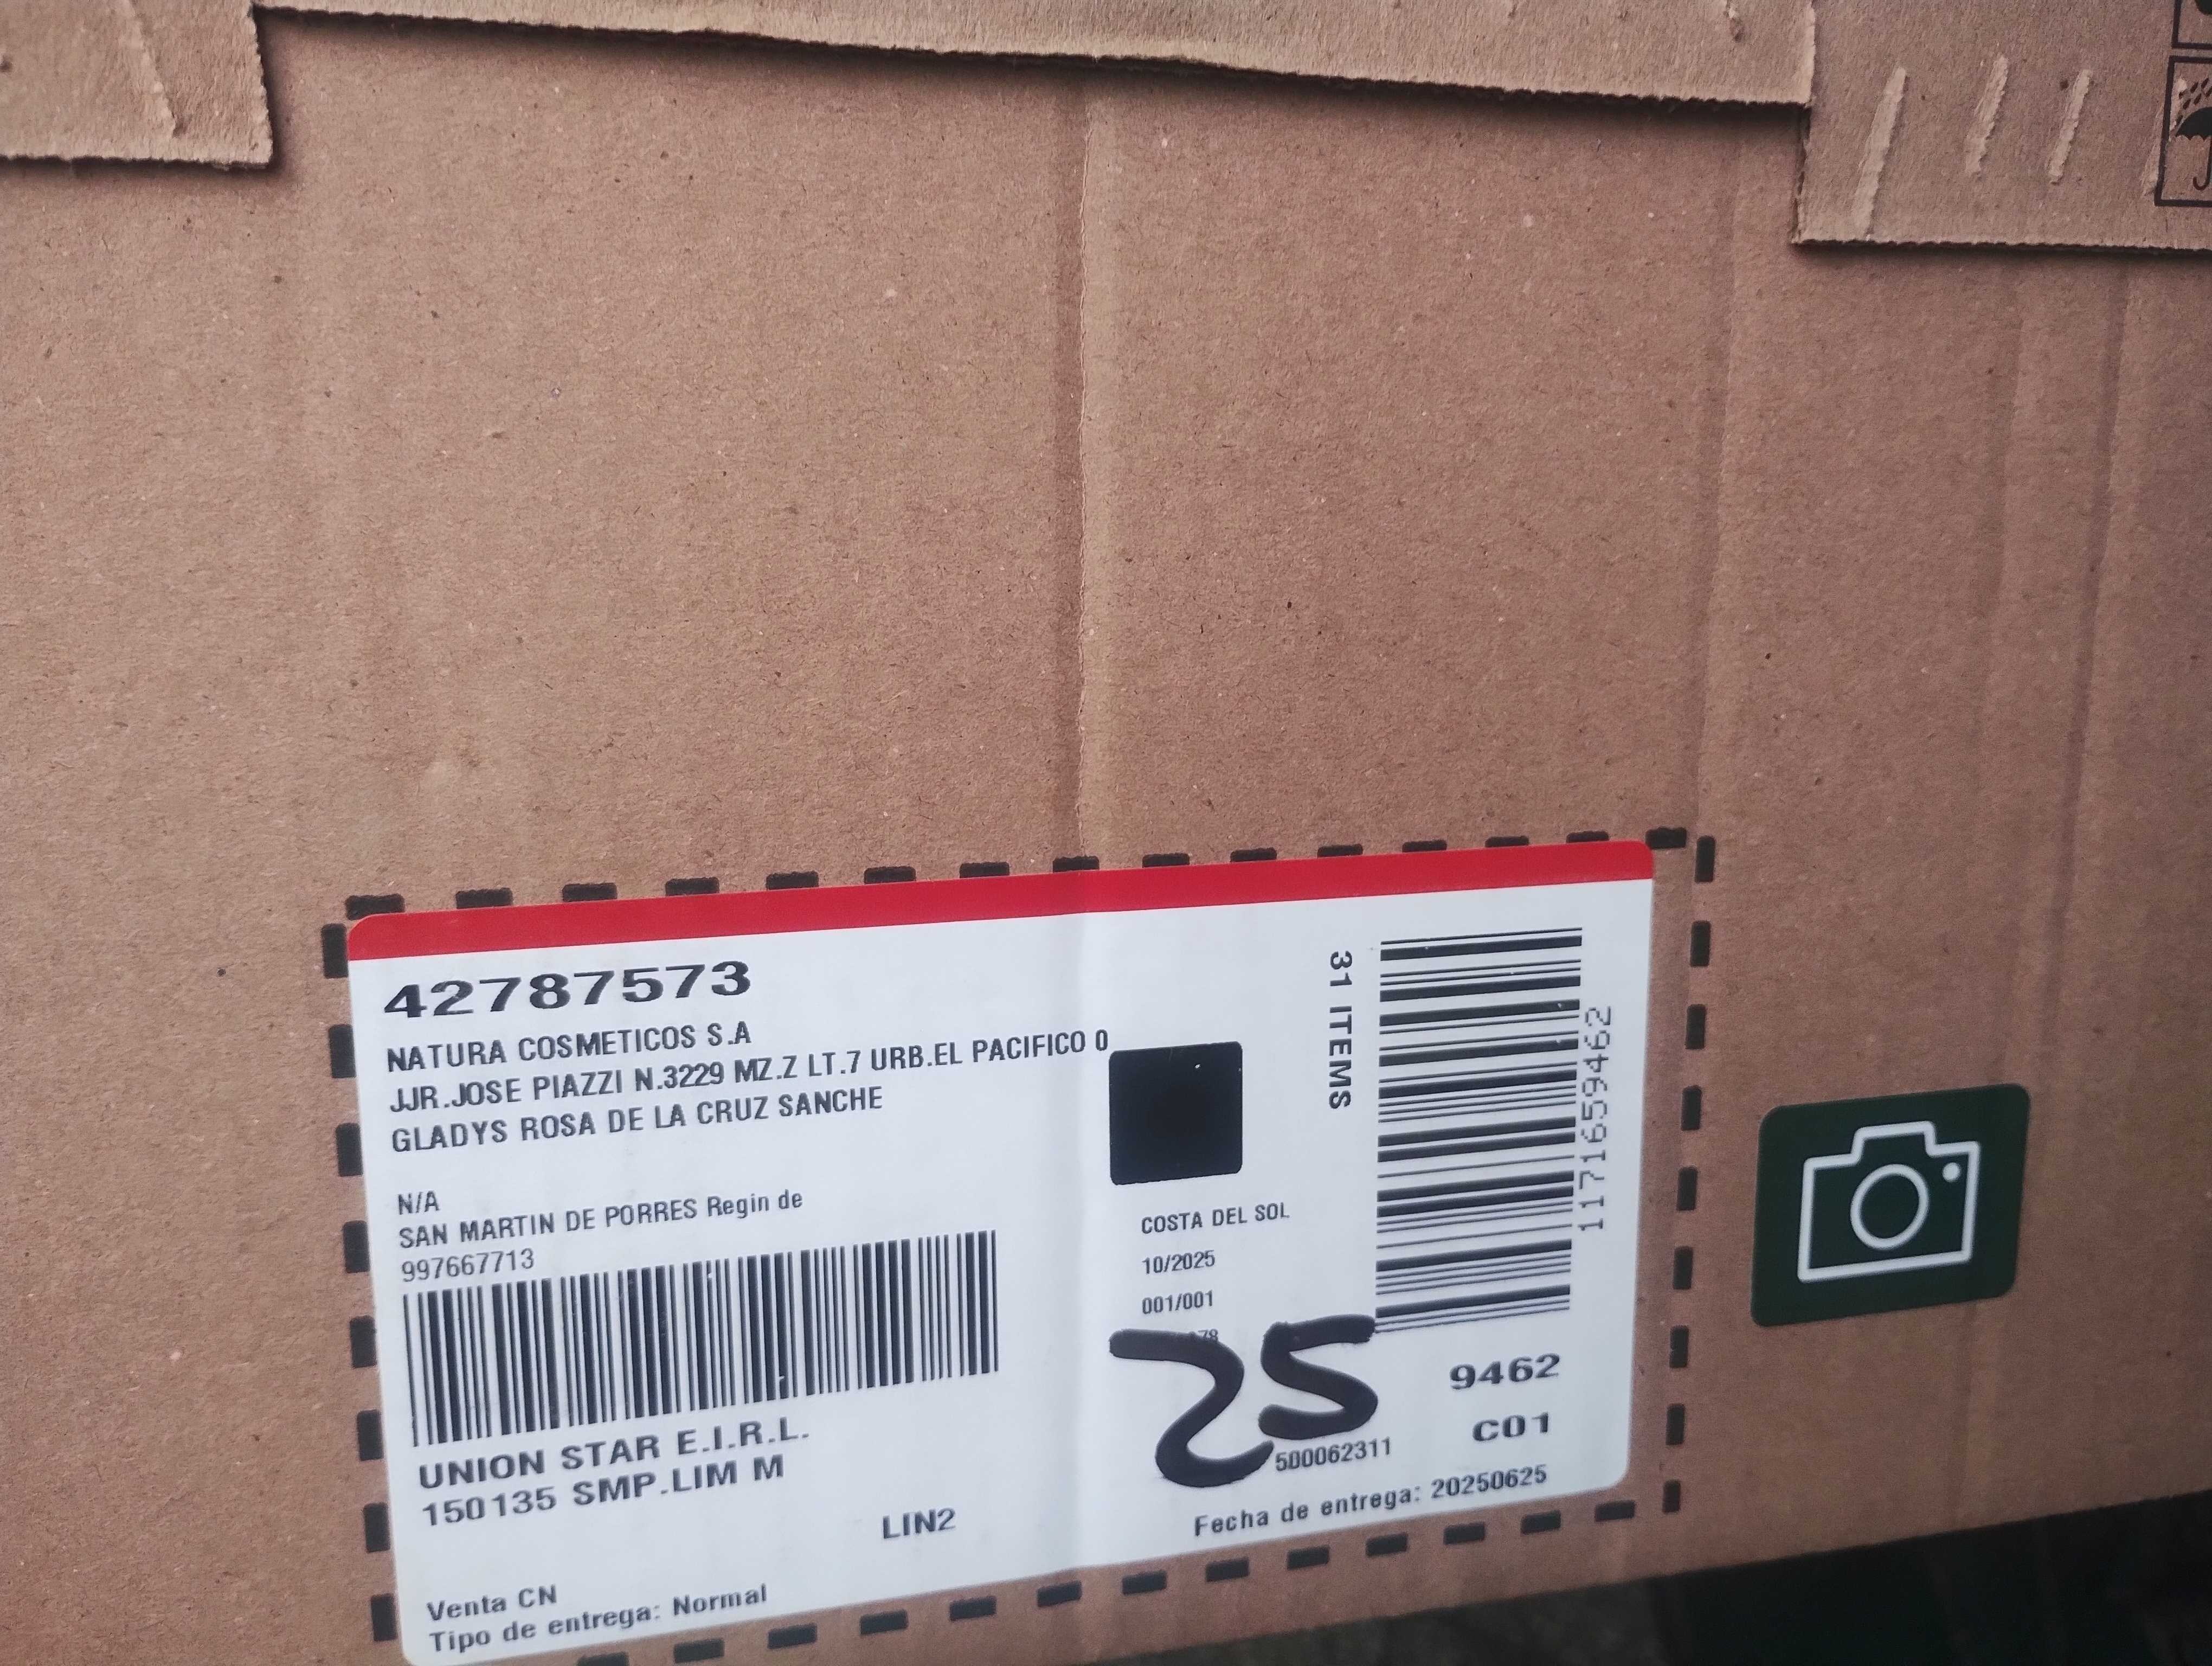 42787573
NATURA COSMETICOS S.A
JJR.JOSE PIAZZI N.3229 MZ.Z LT.7 URB.EL PACIFICO 0
GLADYS ROSA DE LA CRUZ SANCHE
N/A
SAN MARTIN DE PORRES Regin de
997667713
UNION STAR E.I.R.L.
150135 SMP.LIM M
LIN2
Venta CN
Tipo de entrega: Normal
31 ITEMS
1171659462
COSTA DEL SOL
10/2025
001/001
25
9462
C01
500062311
Fecha de entrega: 20250625